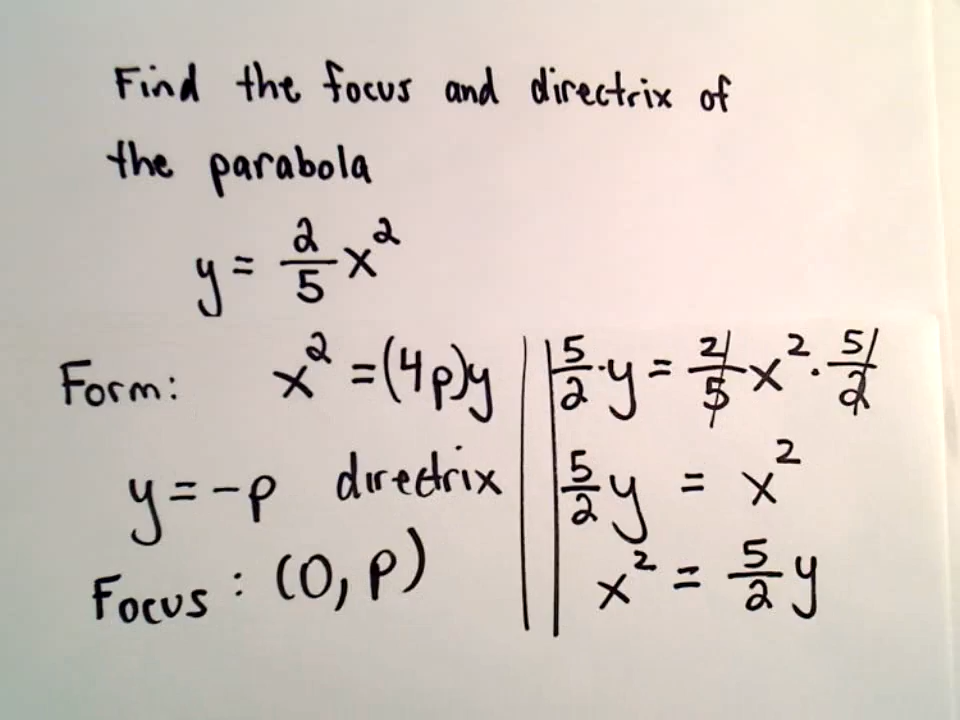 Find the focus and directrix of
the parabola
y = 2/5 x²
Form: x² = (4p)y
y = -p directrix
Focus: (0, p)
5/2 · y = 2/5 x² · 5/2
5/2 y = x²
x² = 5/2 y